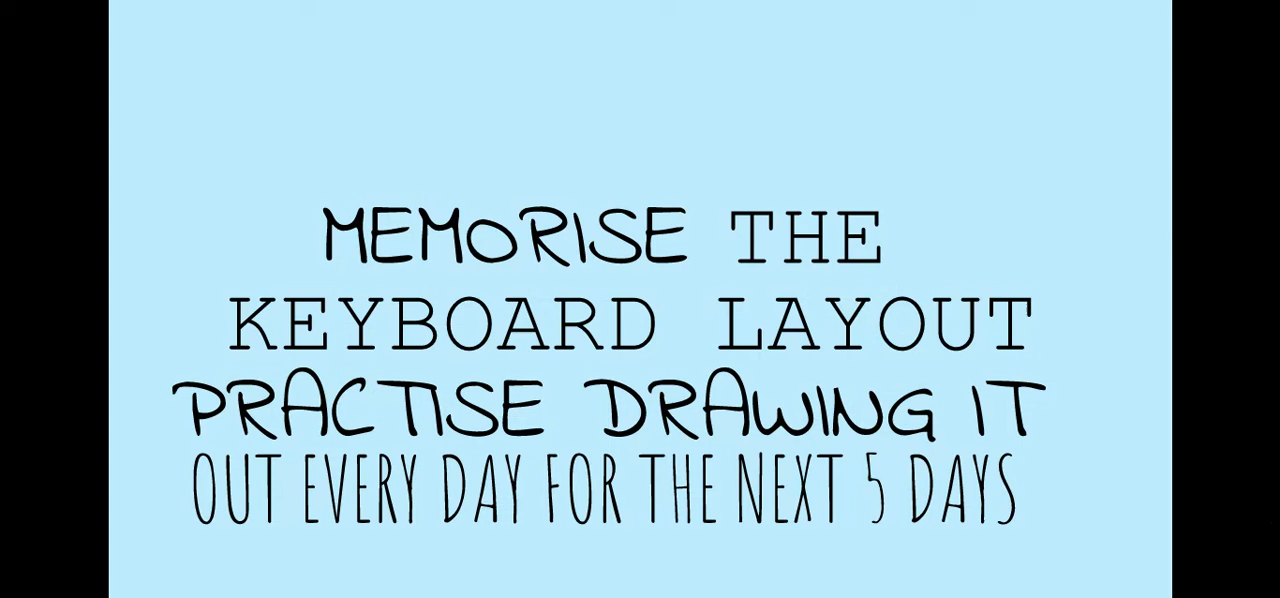 MEMORISE THE
KEYBOARD LAYOUT
PRACTISE DRAWING IT
OUT EVERY DAY FOR THE NEXT 5 DAYS